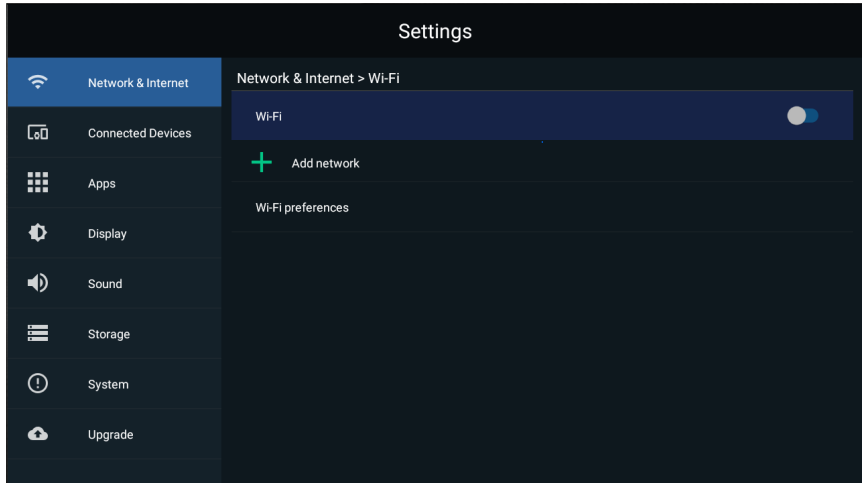 Settings
Network & Internet
Connected Devices
Apps
Display
Sound
Storage
System
Upgrade
Network & Internet > Wi-Fi
Wi-Fi
Add network
Wi-Fi preferences